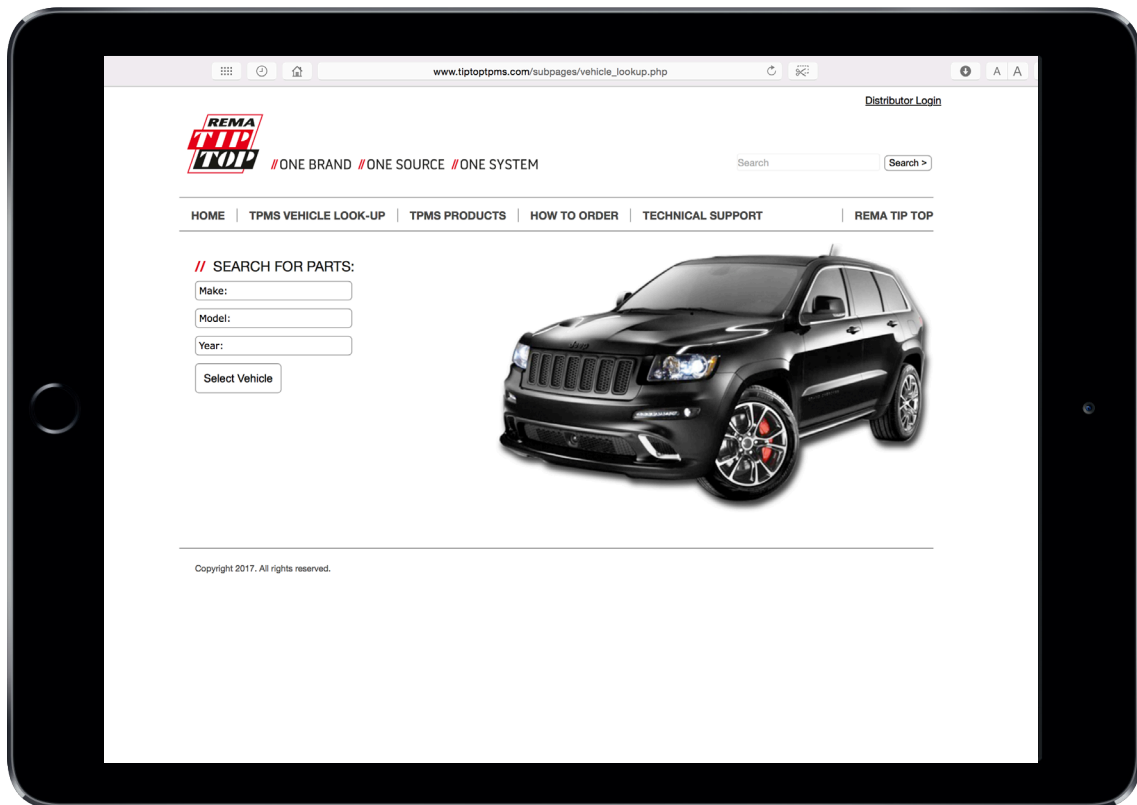 www.tiptoptpms.com/subpages/vehicle_lookup.php
A A
Distributor Login
REMA
TIP
TOP
//ONE BRAND //ONE SOURCE //ONE SYSTEM
Search
Search >
HOME | TPMS VEHICLE LOOK-UP | TPMS PRODUCTS | HOW TO ORDER | TECHNICAL SUPPORT | REMA TIP TOP
// SEARCH FOR PARTS:
Make:
Model:
Year:
Select Vehicle
Jeep
Copyright 2017. All rights reserved.